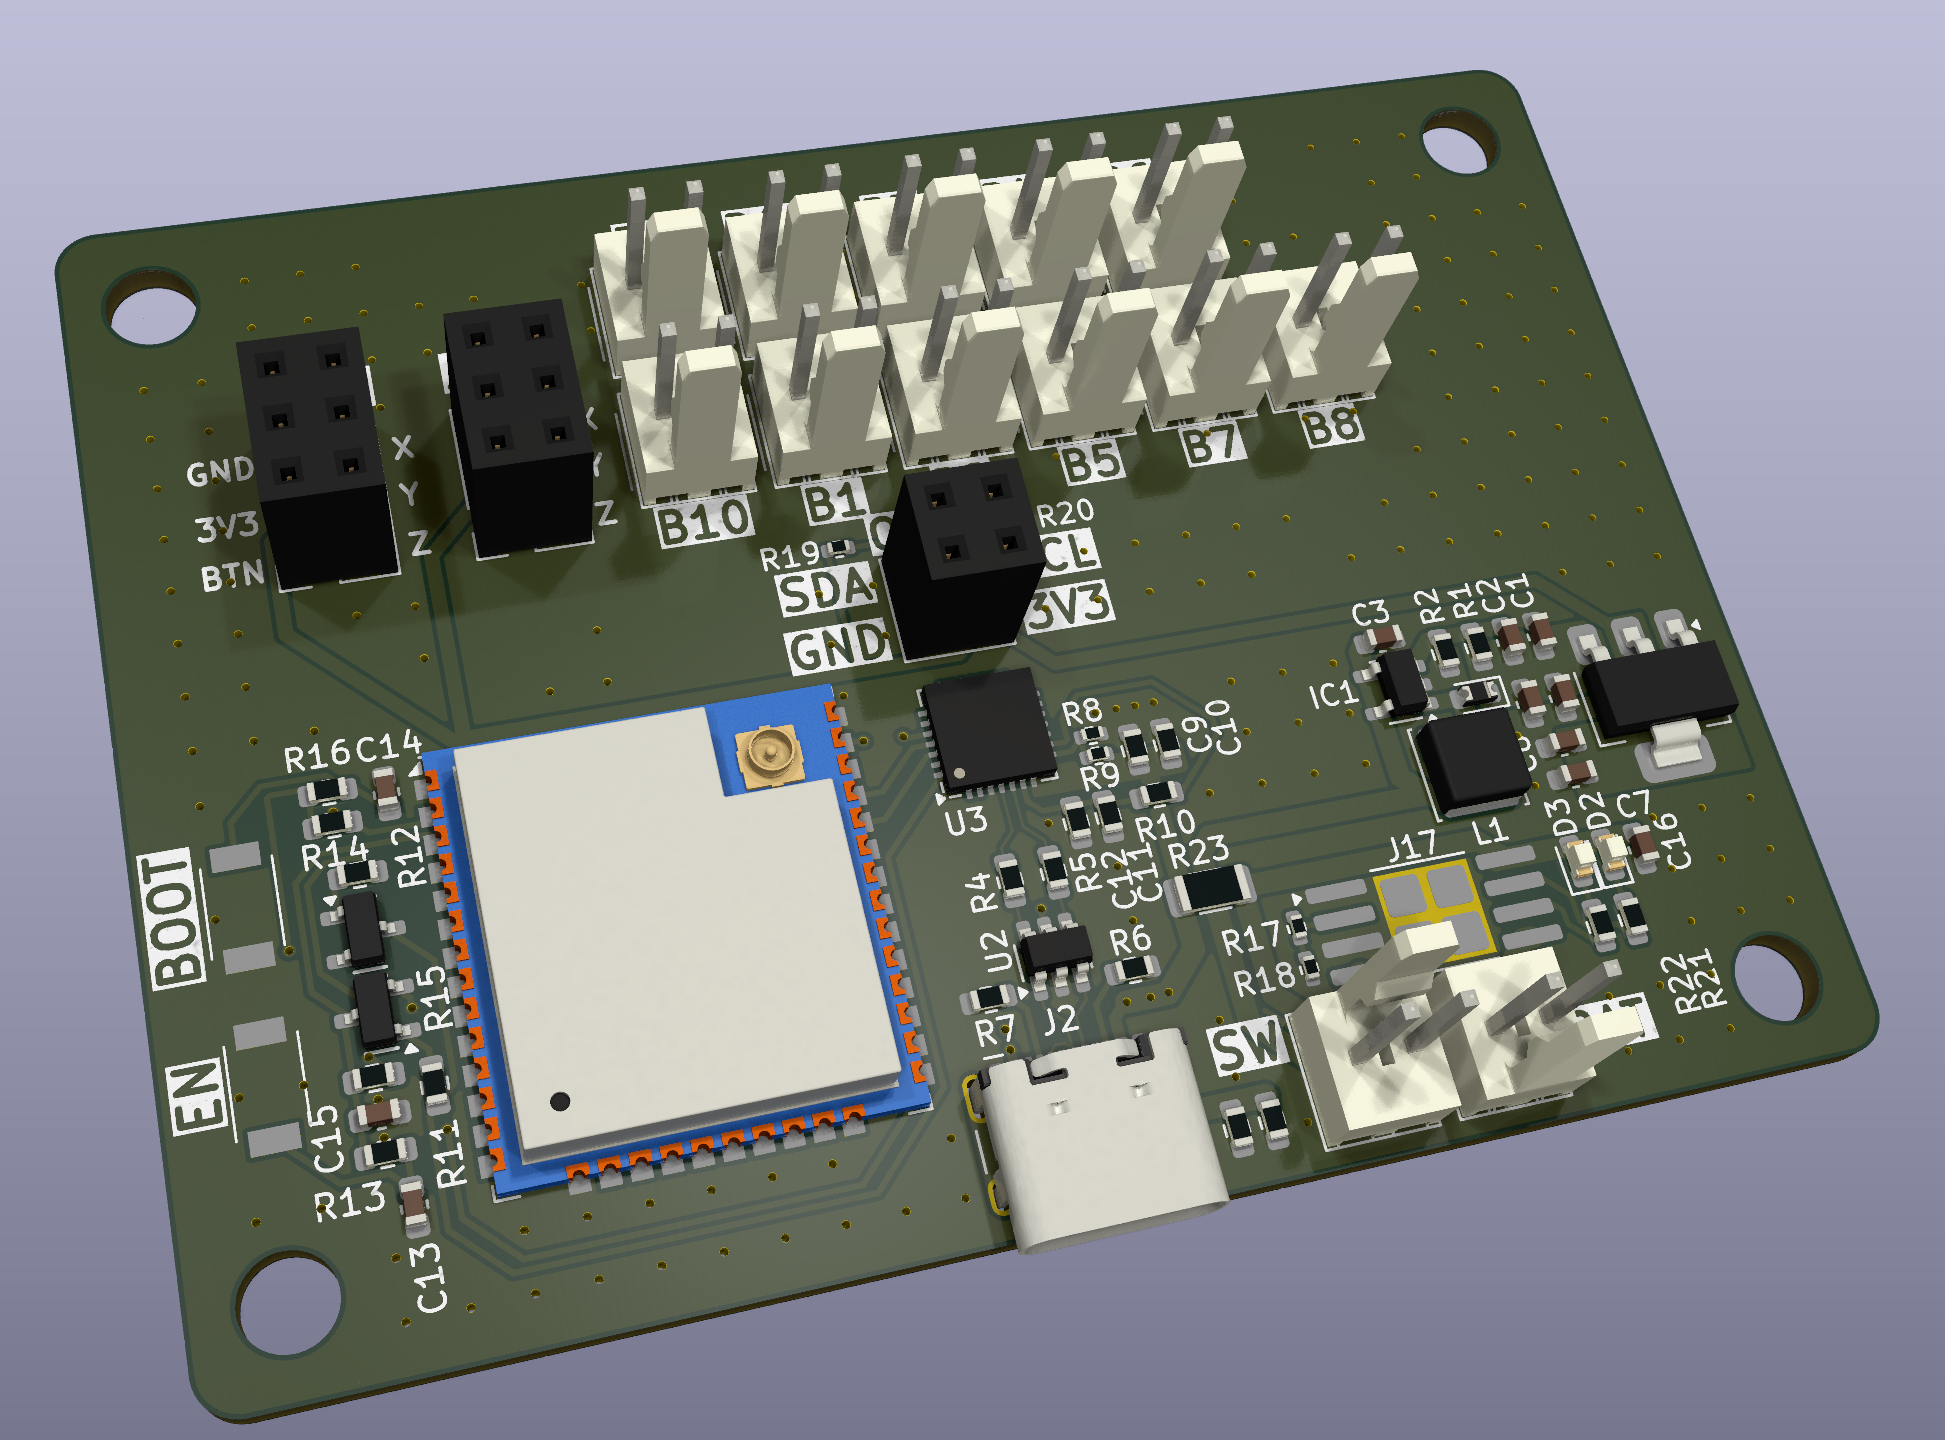 GND
X
3V3
Y
BTN
Z
X
Y
Z
B10
B1
B5
B7
B8
R19
SDA
GND
R20
CL
3V3
C3
R2
R1
C2
C1
IC1
R8
C9
C10
R9
U3
R10
R16
C14
R14
R12
BOOT
R15
EN
C15
R11
R13
C13
R4
R5
C12
C11
R23
U2
R6
R7
J2
J17
L1
D3
D2
C7
C16
R17
R18
SW
R22
R21